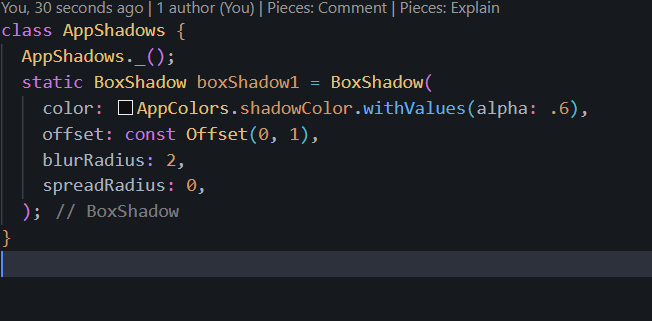 You, 30 seconds ago | 1 author (You) | Pieces: Comment | Pieces: Explain
class AppShadows {
  AppShadows._();
  static BoxShadow boxShadow1 = BoxShadow(
    color: AppColors.shadowColor.withValues(alpha: .6),
    offset: const Offset(0, 1),
    blurRadius: 2,
    spreadRadius: 0,
  ); // BoxShadow
}